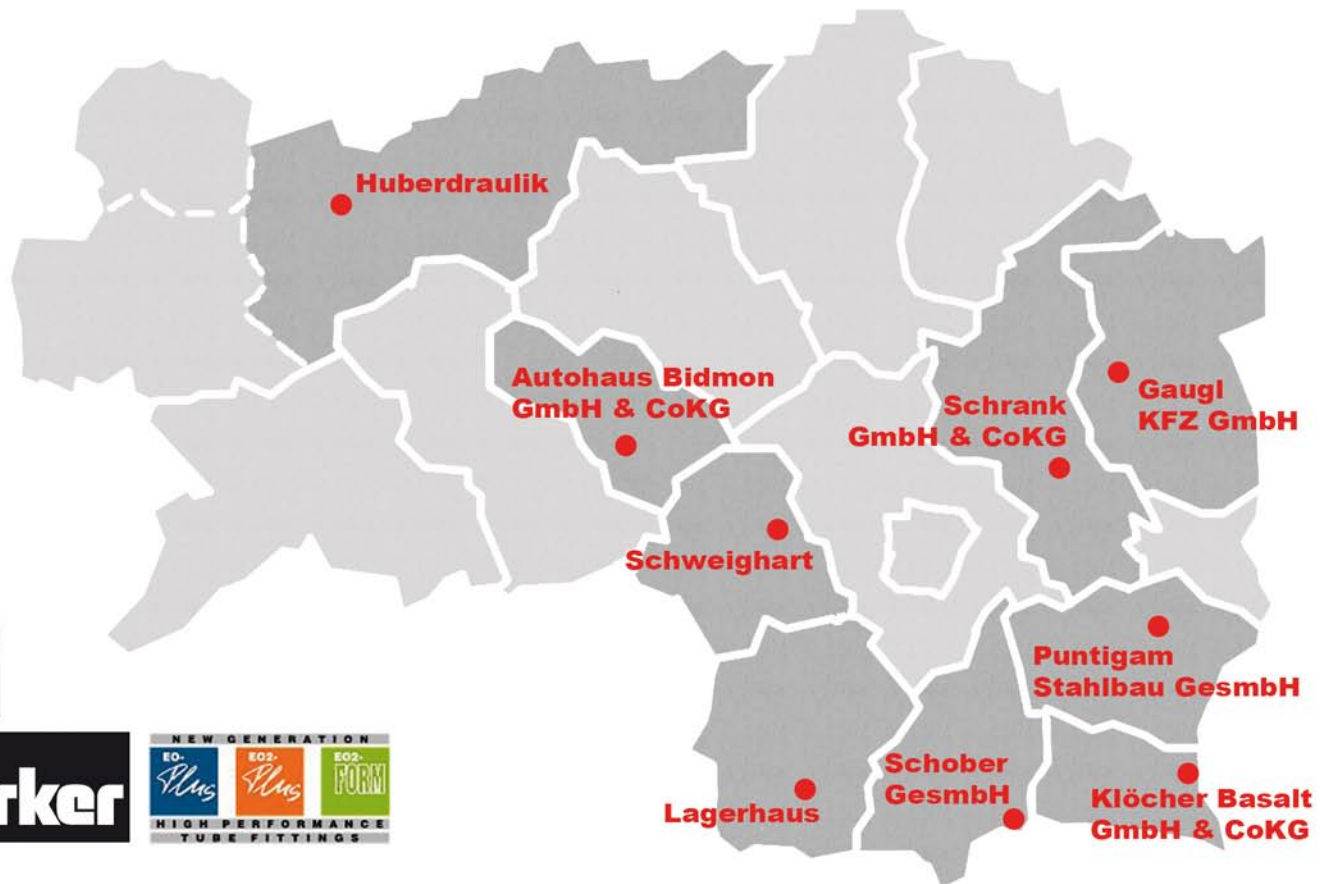 Huberdraulik
Autohaus Bidmon
GmbH & CoKG
Schrank
GmbH & CoKG
Gaugl
KFZ GmbH
Schweighart
Puntigam
Stahlbau GesmbH
Lagerhaus
Schober
GesmbH
Klöcher Basalt
GmbH & CoKG
rker
NEW GENERATION
EO-
Plus
EO2-
Plus
EO2-
FORM
HIGH PERFORMANCE
TUBE FITTINGS